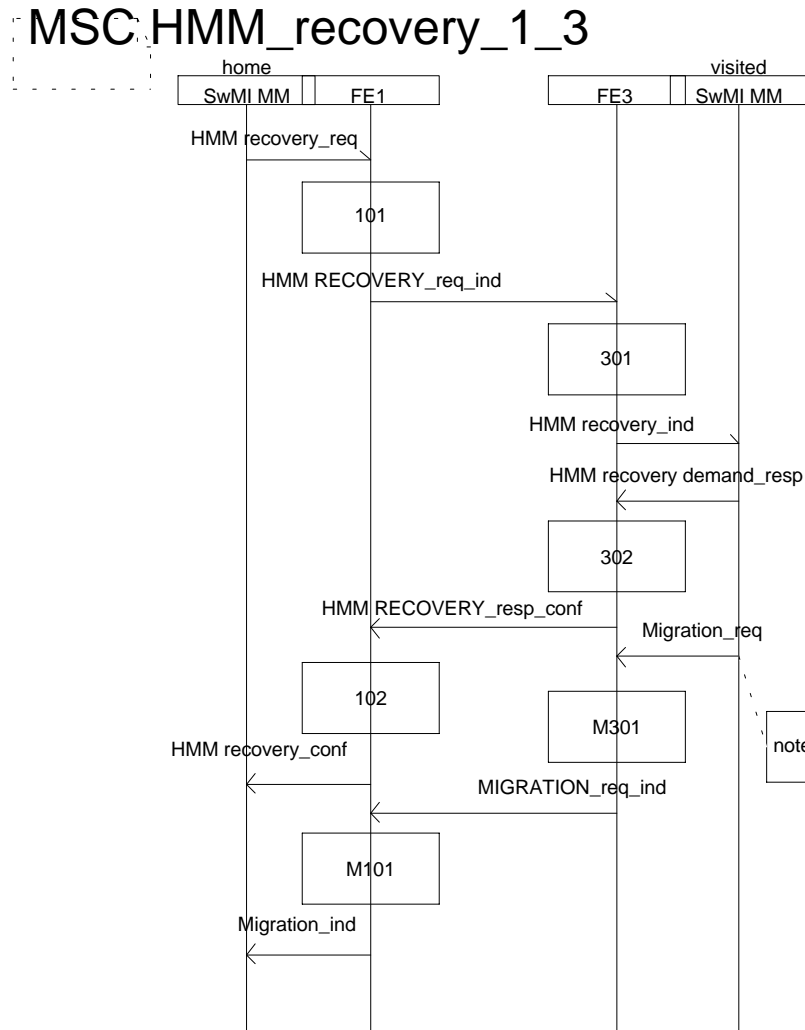 MSC HMM_recovery_1_3
home
visited
SwMI MM
FE1
FE3
SwMI MM
HMM recovery_req
101
HMM RECOVERY_req_ind
301
HMM recovery_ind
HMM recovery demand_resp
302
HMM RECOVERY_resp_conf
Migration_req
102
M301
note
HMM recovery_conf
MIGRATION_req_ind
M101
Migration_ind